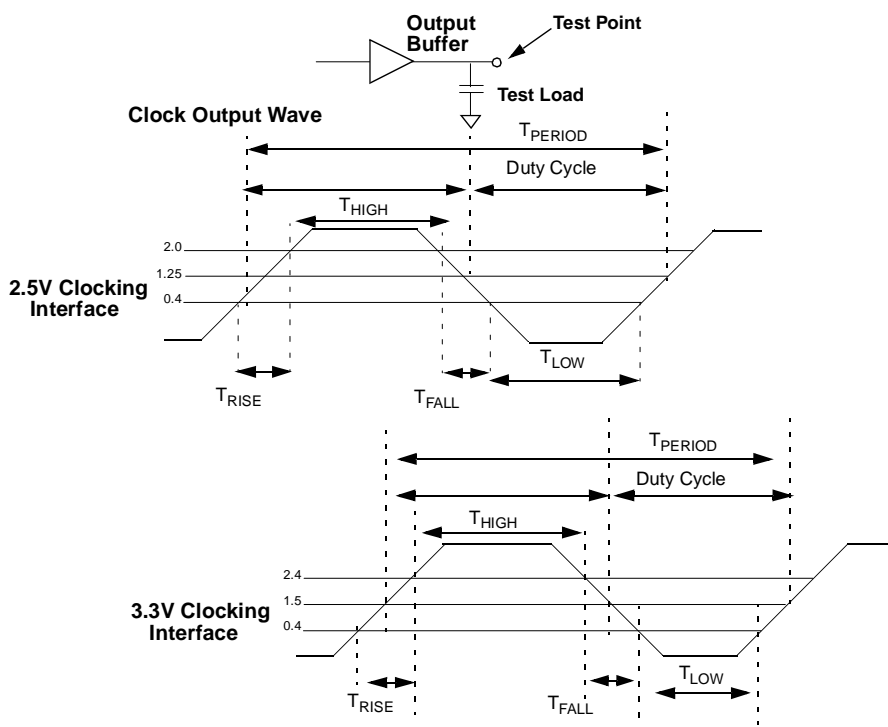 Output
Buffer
Test Point
Test Load
Clock Output Wave
TPERIOD
Duty Cycle
THIGH
2.0
1.25
0.4
2.5V Clocking
Interface
TLOW
TRISE
TFALL
TPERIOD
Duty Cycle
THIGH
2.4
1.5
0.4
3.3V Clocking
Interface
TRISE
TFALL
TLOW